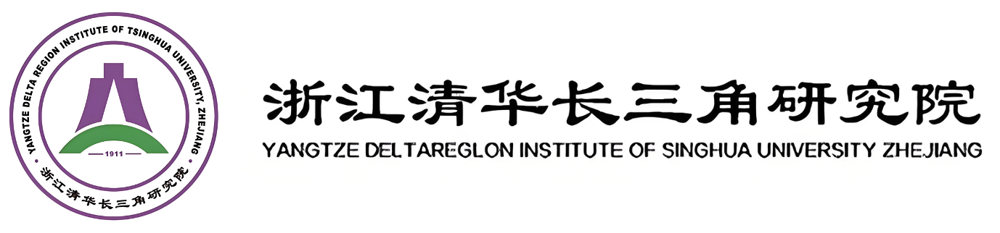 YANGTZE DELTA REGION INSTITUTE OF TSINGHUA UNIVERSITY, ZHEJIANG
1911
浙江清华长三角研究院
浙江清华长三角研究院
YANGTZE DELTAREGLON INSTITUTE OF SINGHUA UNIVERSITY ZHEJIANG